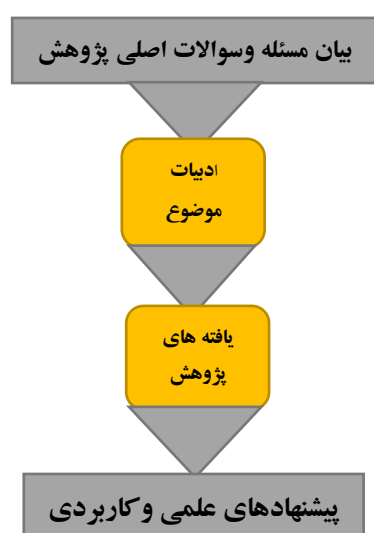 بیان مسئله وسوالات اصلی پژوهش
ادبیات
موضوع
یافته های
پژوهش
پیشنهادهای علمی وکاربردی